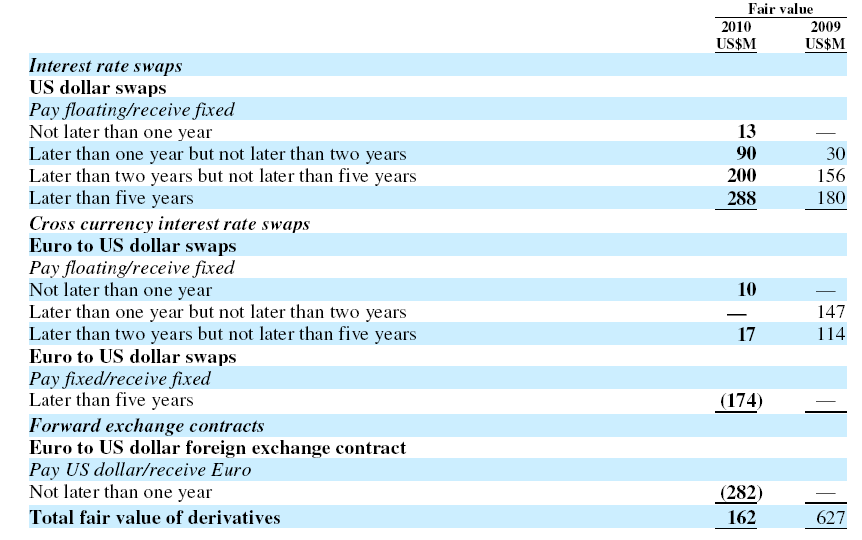 Fair value
2010 2009
US$M US$M
Interest rate swaps
US dollar swaps
Pay floating/receive fixed
Not later than one year 13 —
Later than one year but not later than two years 90 30
Later than two years but not later than five years 200 156
Later than five years 288 180
Cross currency interest rate swaps
Euro to US dollar swaps
Pay floating/receive fixed
Not later than one year 10 —
Later than one year but not later than two years — 147
Later than two years but not later than five years 17 114
Euro to US dollar swaps
Pay fixed/receive fixed
Later than five years (174) —
Forward exchange contracts
Euro to US dollar foreign exchange contract
Pay US dollar/receive Euro
Not later than one year (282) —
Total fair value of derivatives 162 627